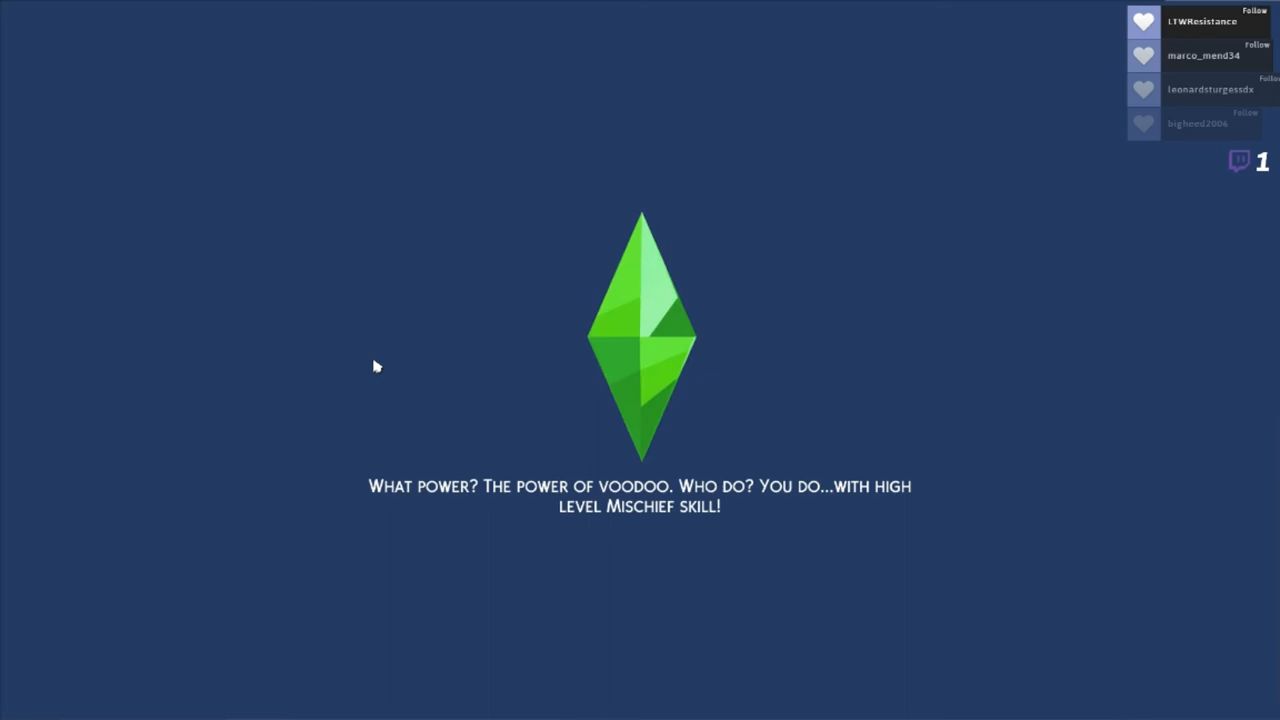 Follow
LTWResistance
Follow
marco_mend34
Follow
leonardsturgessdx
Follow
bigheed2006
1
What power? The power of voodoo. Who do? You do...with high
level Mischief skill!